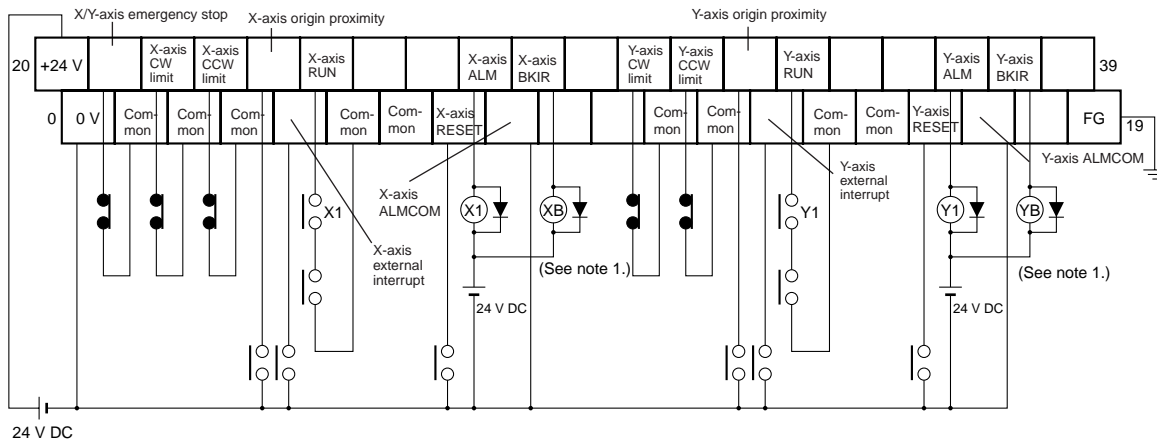 X/Y-axis emergency stop
X-axis origin proximity
Y-axis origin proximity
20
+24 V
X-axis
CW
limit
X-axis
CCW
limit
X-axis
RUN
X-axis
ALM
X-axis
BKIR
Y-axis
CW
limit
Y-axis
CCW
limit
Y-axis
RUN
Y-axis
ALM
Y-axis
BKIR
39
0
0 V
Com-
mon
Com-
mon
Com-
mon
Com-
mon
Com-
mon
X-axis
RESET
Com-
mon
Com-
mon
Com-
mon
Com-
mon
Y-axis
RESET
FG
19
X-axis
ALMCOM
Y-axis
external
interrupt
Y-axis ALMCOM
X1
X1
XB
Y1
Y1
YB
X-axis
external
interrupt
(See note 1.)
(See note 1.)
24 V DC
24 V DC
24 V DC